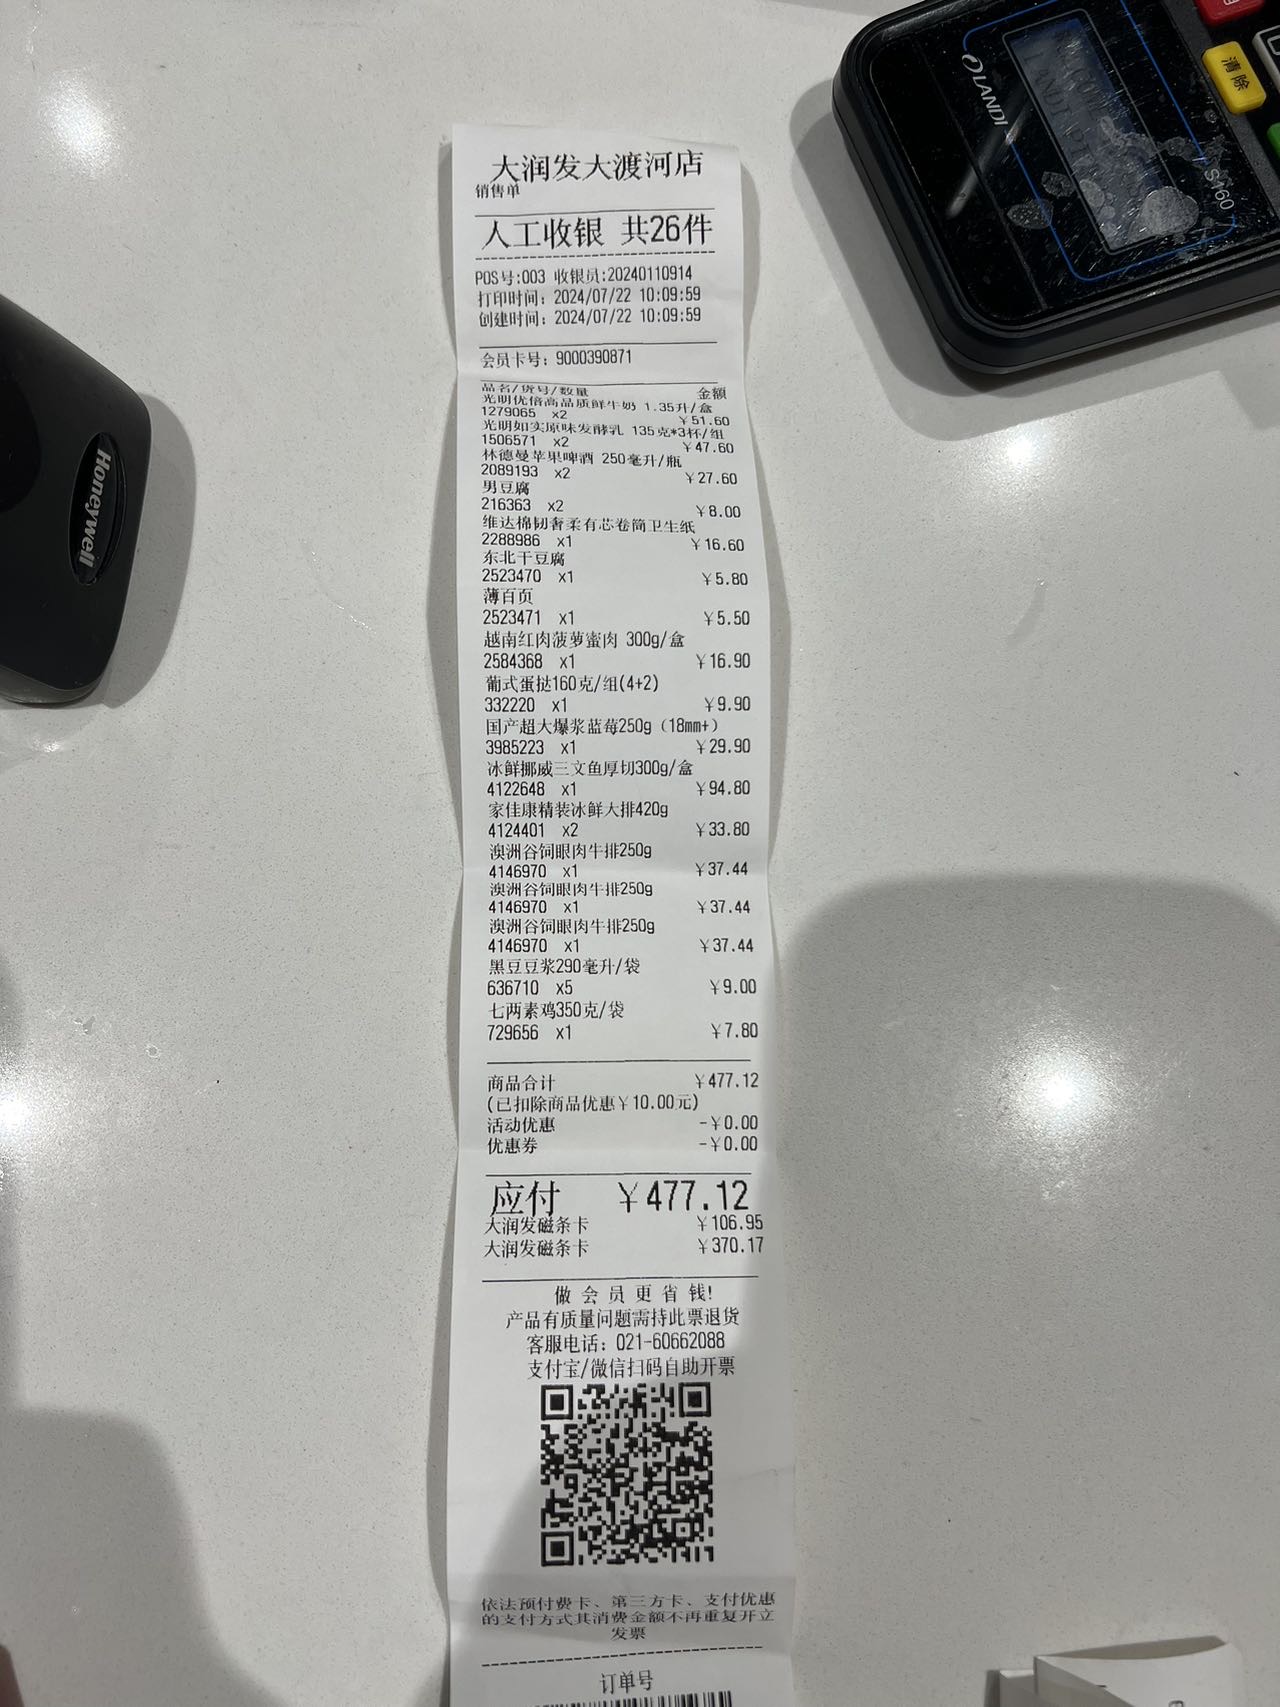 LANDI
清除
S160
Honeywell
大润发大渡河店
销售单
人工收银 共26件
POS号:003 收银员:20240110914
打印时间: 2024/07/22 10:09:59
创建时间: 2024/07/22 10:09:59
会员卡号: 9000390871
品名/货号/数量 金额
光明优倍高品质鲜牛奶 1.35升/盒
1279065 x2 ¥51.60
光明如实原味发酵乳 135克*3杯/组
1506571 x2 ¥47.60
林德曼苹果啤酒 250毫升/瓶
2089193 x2 ¥27.60
男豆腐
216363 x2 ¥8.00
维达棉韧奢柔有芯卷筒卫生纸
2288986 x1 ¥16.60
东北干豆腐
2523470 x1 ¥5.80
薄百页
2523471 x1 ¥5.50
越南红肉菠萝蜜肉 300g/盒
2584368 x1 ¥16.90
葡式蛋挞160克/组(4+2)
332220 x1 ¥9.90
国产超大爆浆蓝莓250g（18mm+）
3985223 x1 ¥29.90
冰鲜挪威三文鱼厚切300g/盒
4122648 x1 ¥94.80
家佳康精装冰鲜大排420g
4124401 x2 ¥33.80
澳洲谷饲眼肉牛排250g
4146970 x1 ¥37.44
澳洲谷饲眼肉牛排250g
4146970 x1 ¥37.44
澳洲谷饲眼肉牛排250g
4146970 x1 ¥37.44
黑豆豆浆290毫升/袋
636710 x5 ¥9.00
七两素鸡350克/袋
729656 x1 ¥7.80
商品合计 ¥477.12
(已扣除商品优惠¥10.00元)
活动优惠 -¥0.00
优惠券 -¥0.00
应付 ¥477.12
大润发磁条卡 ¥106.95
大润发磁条卡 ¥370.17
做会员更省钱!
产品有质量问题需持此票退货
客服电话: 021-60662088
支付宝/微信扫码自助开票
依法预付费卡、第三方卡、支付优惠
的支付方式其消费金额不再重复开立
发票
订单号